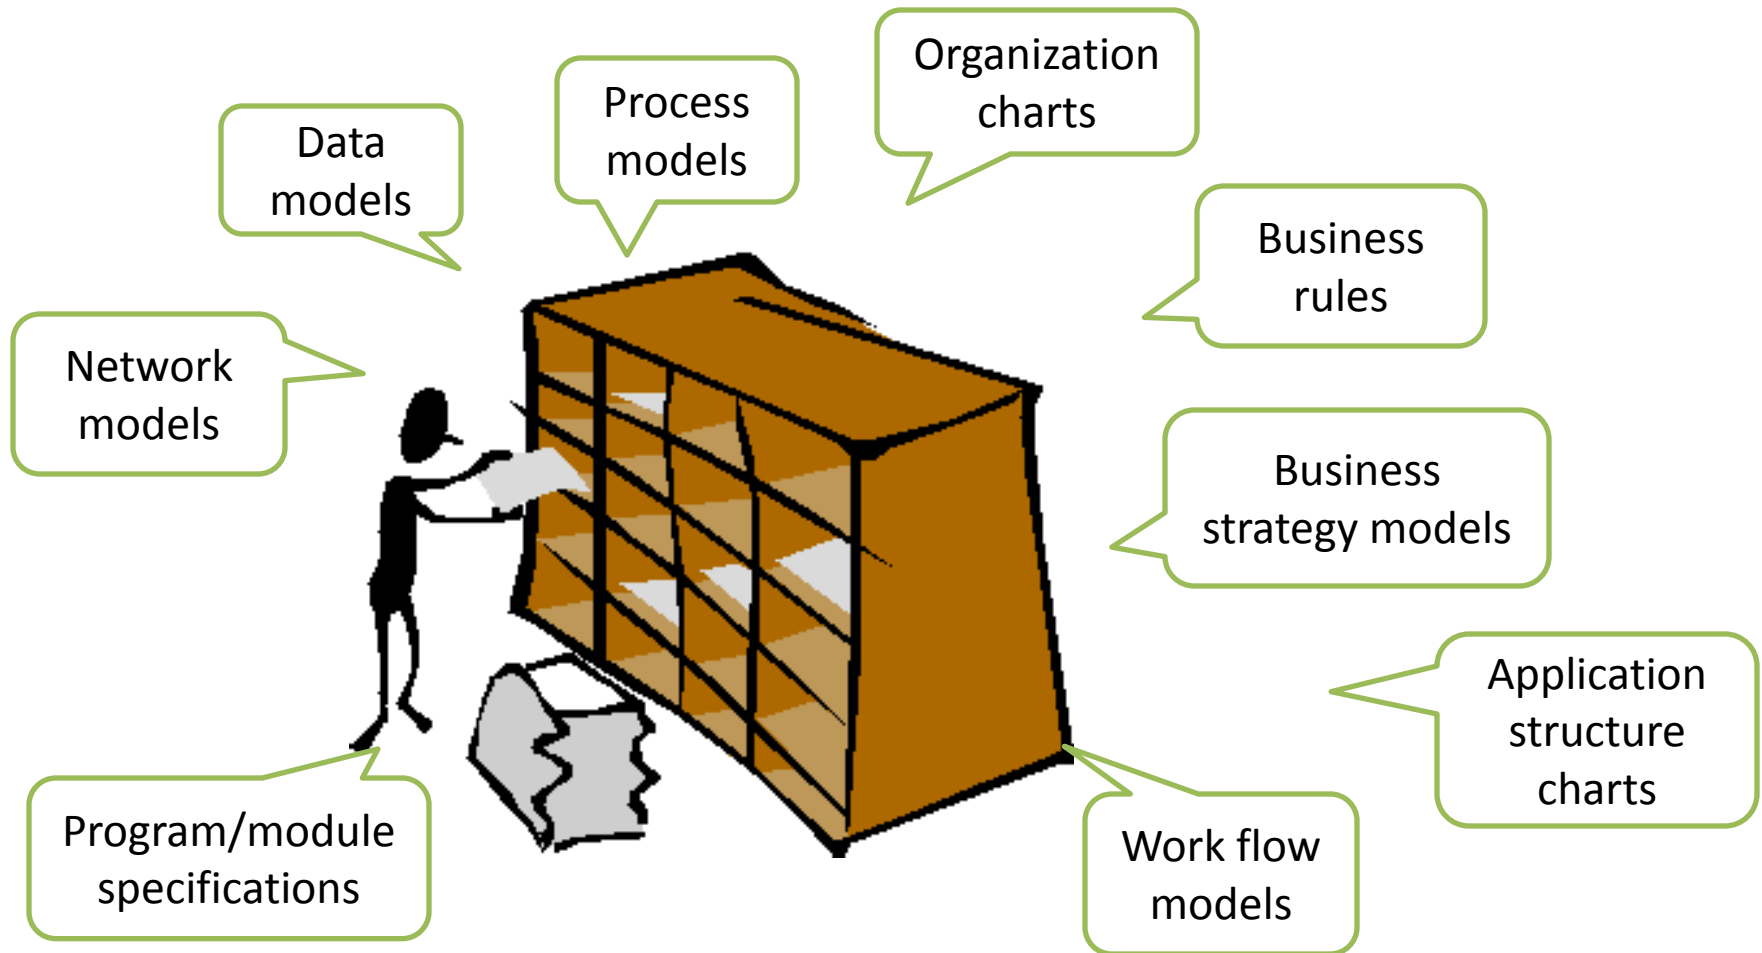 Organization
charts
Process
models
Data
models
Business
rules
Network
models
Business
strategy models
Application
structure
charts
Program/module
specifications
Work flow
models